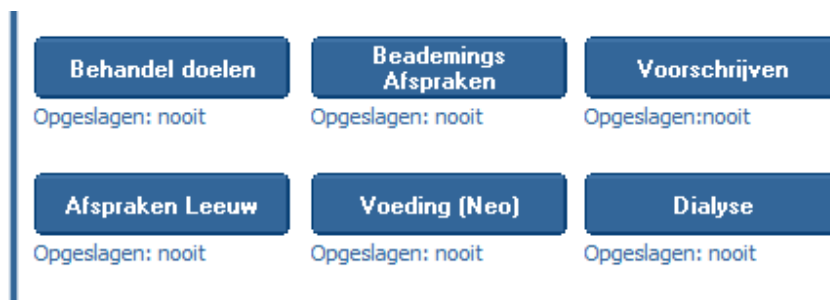 Behandel doelen
Beademings
Afspraken
Voorschrijven
Opgeslagen: nooit
Opgeslagen: nooit
Opgeslagen:nooit
Afspraken Leeuw
Voeding (Neo)
Dialyse
Opgeslagen: nooit
Opgeslagen: nooit
Opgeslagen: nooit